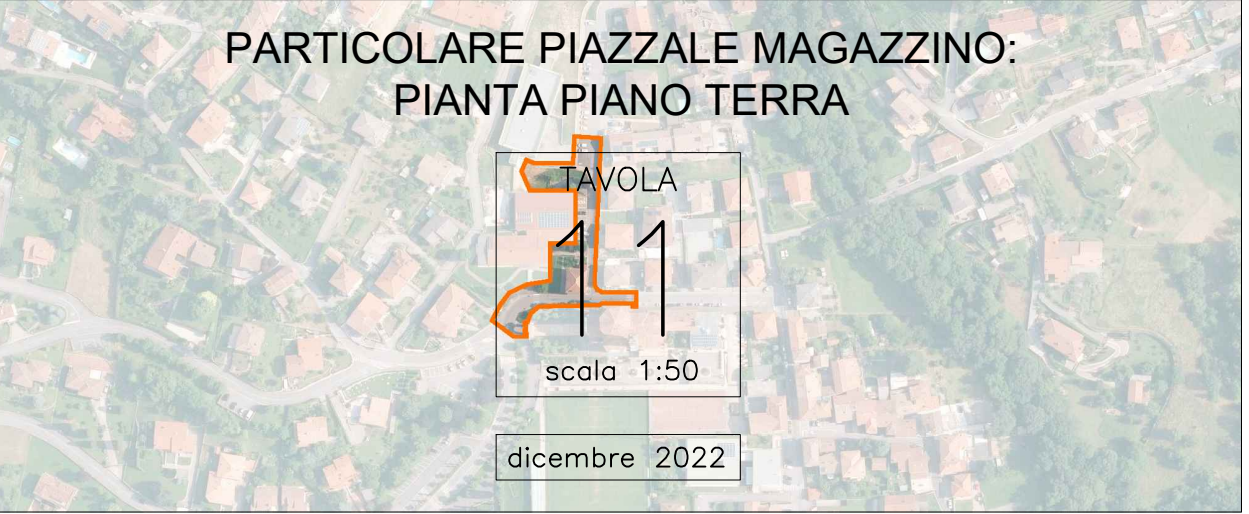 PARTICOLARE PIAZZALE MAGAZZINO:
PIANTA PIANO TERRA
TAVOLA
11
scala 1:50
dicembre 2022